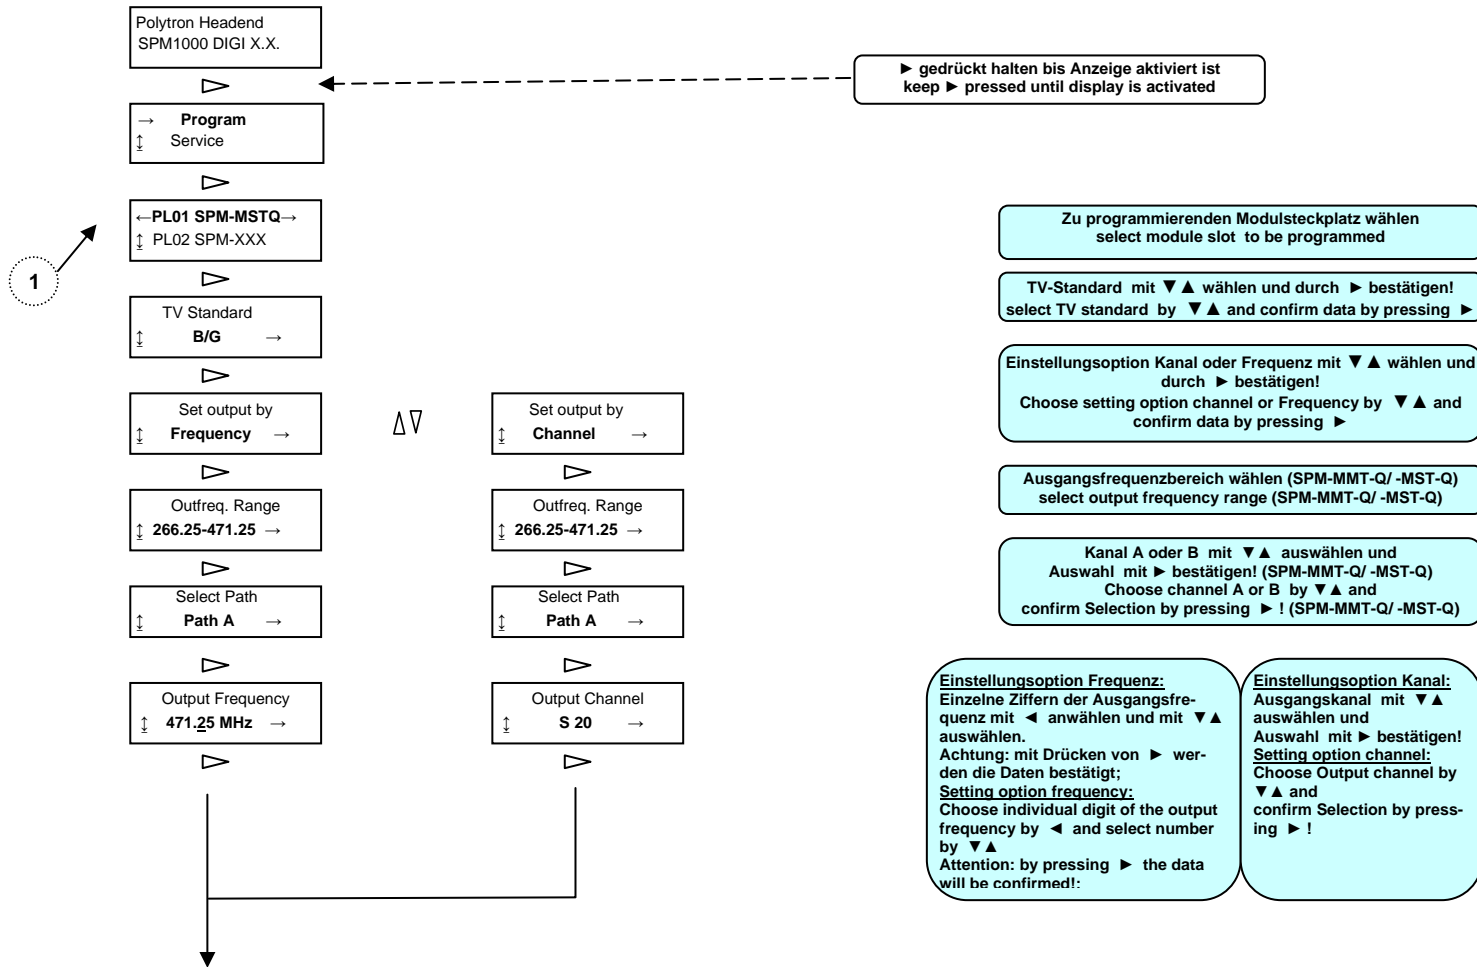 Polytron Headend
SPM1000 DIGI X.X.
► gedrückt halten bis Anzeige aktiviert ist
keep ► pressed until display is activated
→ Program
↨ Service
←PL01 SPM-MSTQ→
↨ PL02 SPM-XXX
1
Zu programmierenden Modulsteckplatz wählen
select module slot to be programmed
TV Standard
↨ B/G →
TV-Standard mit ▼▲ wählen und durch ► bestätigen!
select TV standard by ▼▲ and confirm data by pressing ►
Set output by
↨ Frequency →
Set output by
↨ Channel →
Einstellungsoption Kanal oder Frequenz mit ▼▲ wählen und
durch ► bestätigen!
Choose setting option channel or Frequency by ▼▲ and
confirm data by pressing ►
Outfreq. Range
↨ 266.25-471.25 →
Outfreq. Range
↨ 266.25-471.25 →
Ausgangsfrequenzbereich wählen (SPM-MMT-Q/ -MST-Q)
select output frequency range (SPM-MMT-Q/ -MST-Q)
Select Path
↨ Path A →
Select Path
↨ Path A →
Kanal A oder B mit ▼▲ auswählen und
Auswahl mit ► bestätigen! (SPM-MMT-Q/ -MST-Q)
Choose channel A or B by ▼▲ and
confirm Selection by pressing ► ! (SPM-MMT-Q/ -MST-Q)
Output Frequency
↨ 471.25 MHz →
Output Channel
↨ S 20 →
Einstellungsoption Frequenz:
Einzelne Ziffern der Ausgangsfre-
quenz mit ◄ anwählen und mit ▼▲
auswählen.
Achtung: mit Drücken von ► wer-
den die Daten bestätigt;
Setting option frequency:
Choose individual digit of the output
frequency by ◄ and select number
by ▼▲
Attention: by pressing ► the data
will be confirmed!:
Einstellungsoption Kanal:
Ausgangskanal mit ▼▲
auswählen und
Auswahl mit ► bestätigen!
Setting option channel:
Choose Output channel by
▼▲ and
confirm Selection by press-
ing ► !